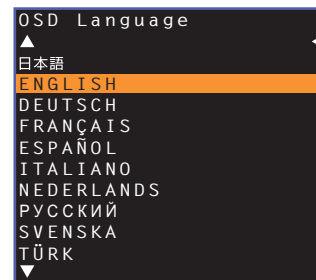 OSD Language
▲
日本語
ENGLISH
DEUTSCH
FRANÇAIS
ESPAÑOL
ITALIANO
NEDERLANDS
РУССКИЙ
SVENSKA
TÜRK
▼